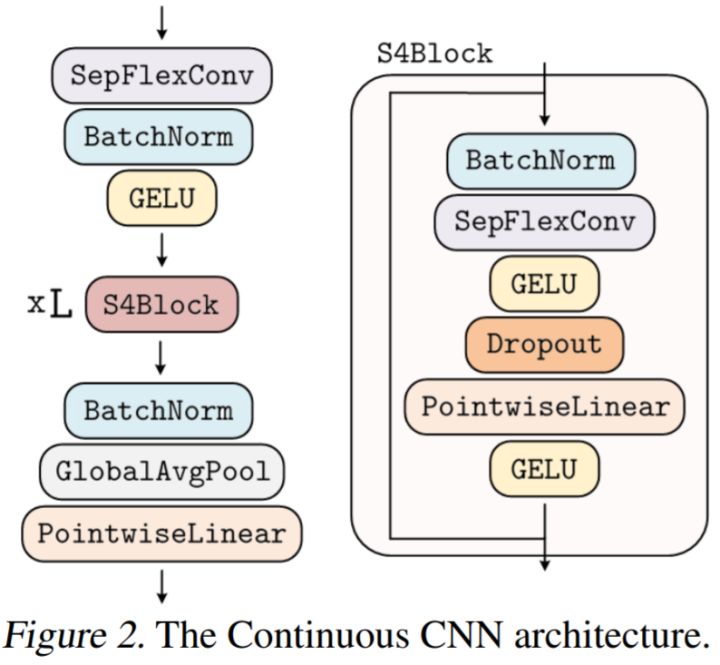 SepFlexConv
BatchNorm
GELU
xL S4Block
BatchNorm
GlobalAvgPool
PointwiseLinear
S4Block
BatchNorm
SepFlexConv
GELU
Dropout
PointwiseLinear
GELU
Figure 2. The Continuous CNN architecture.